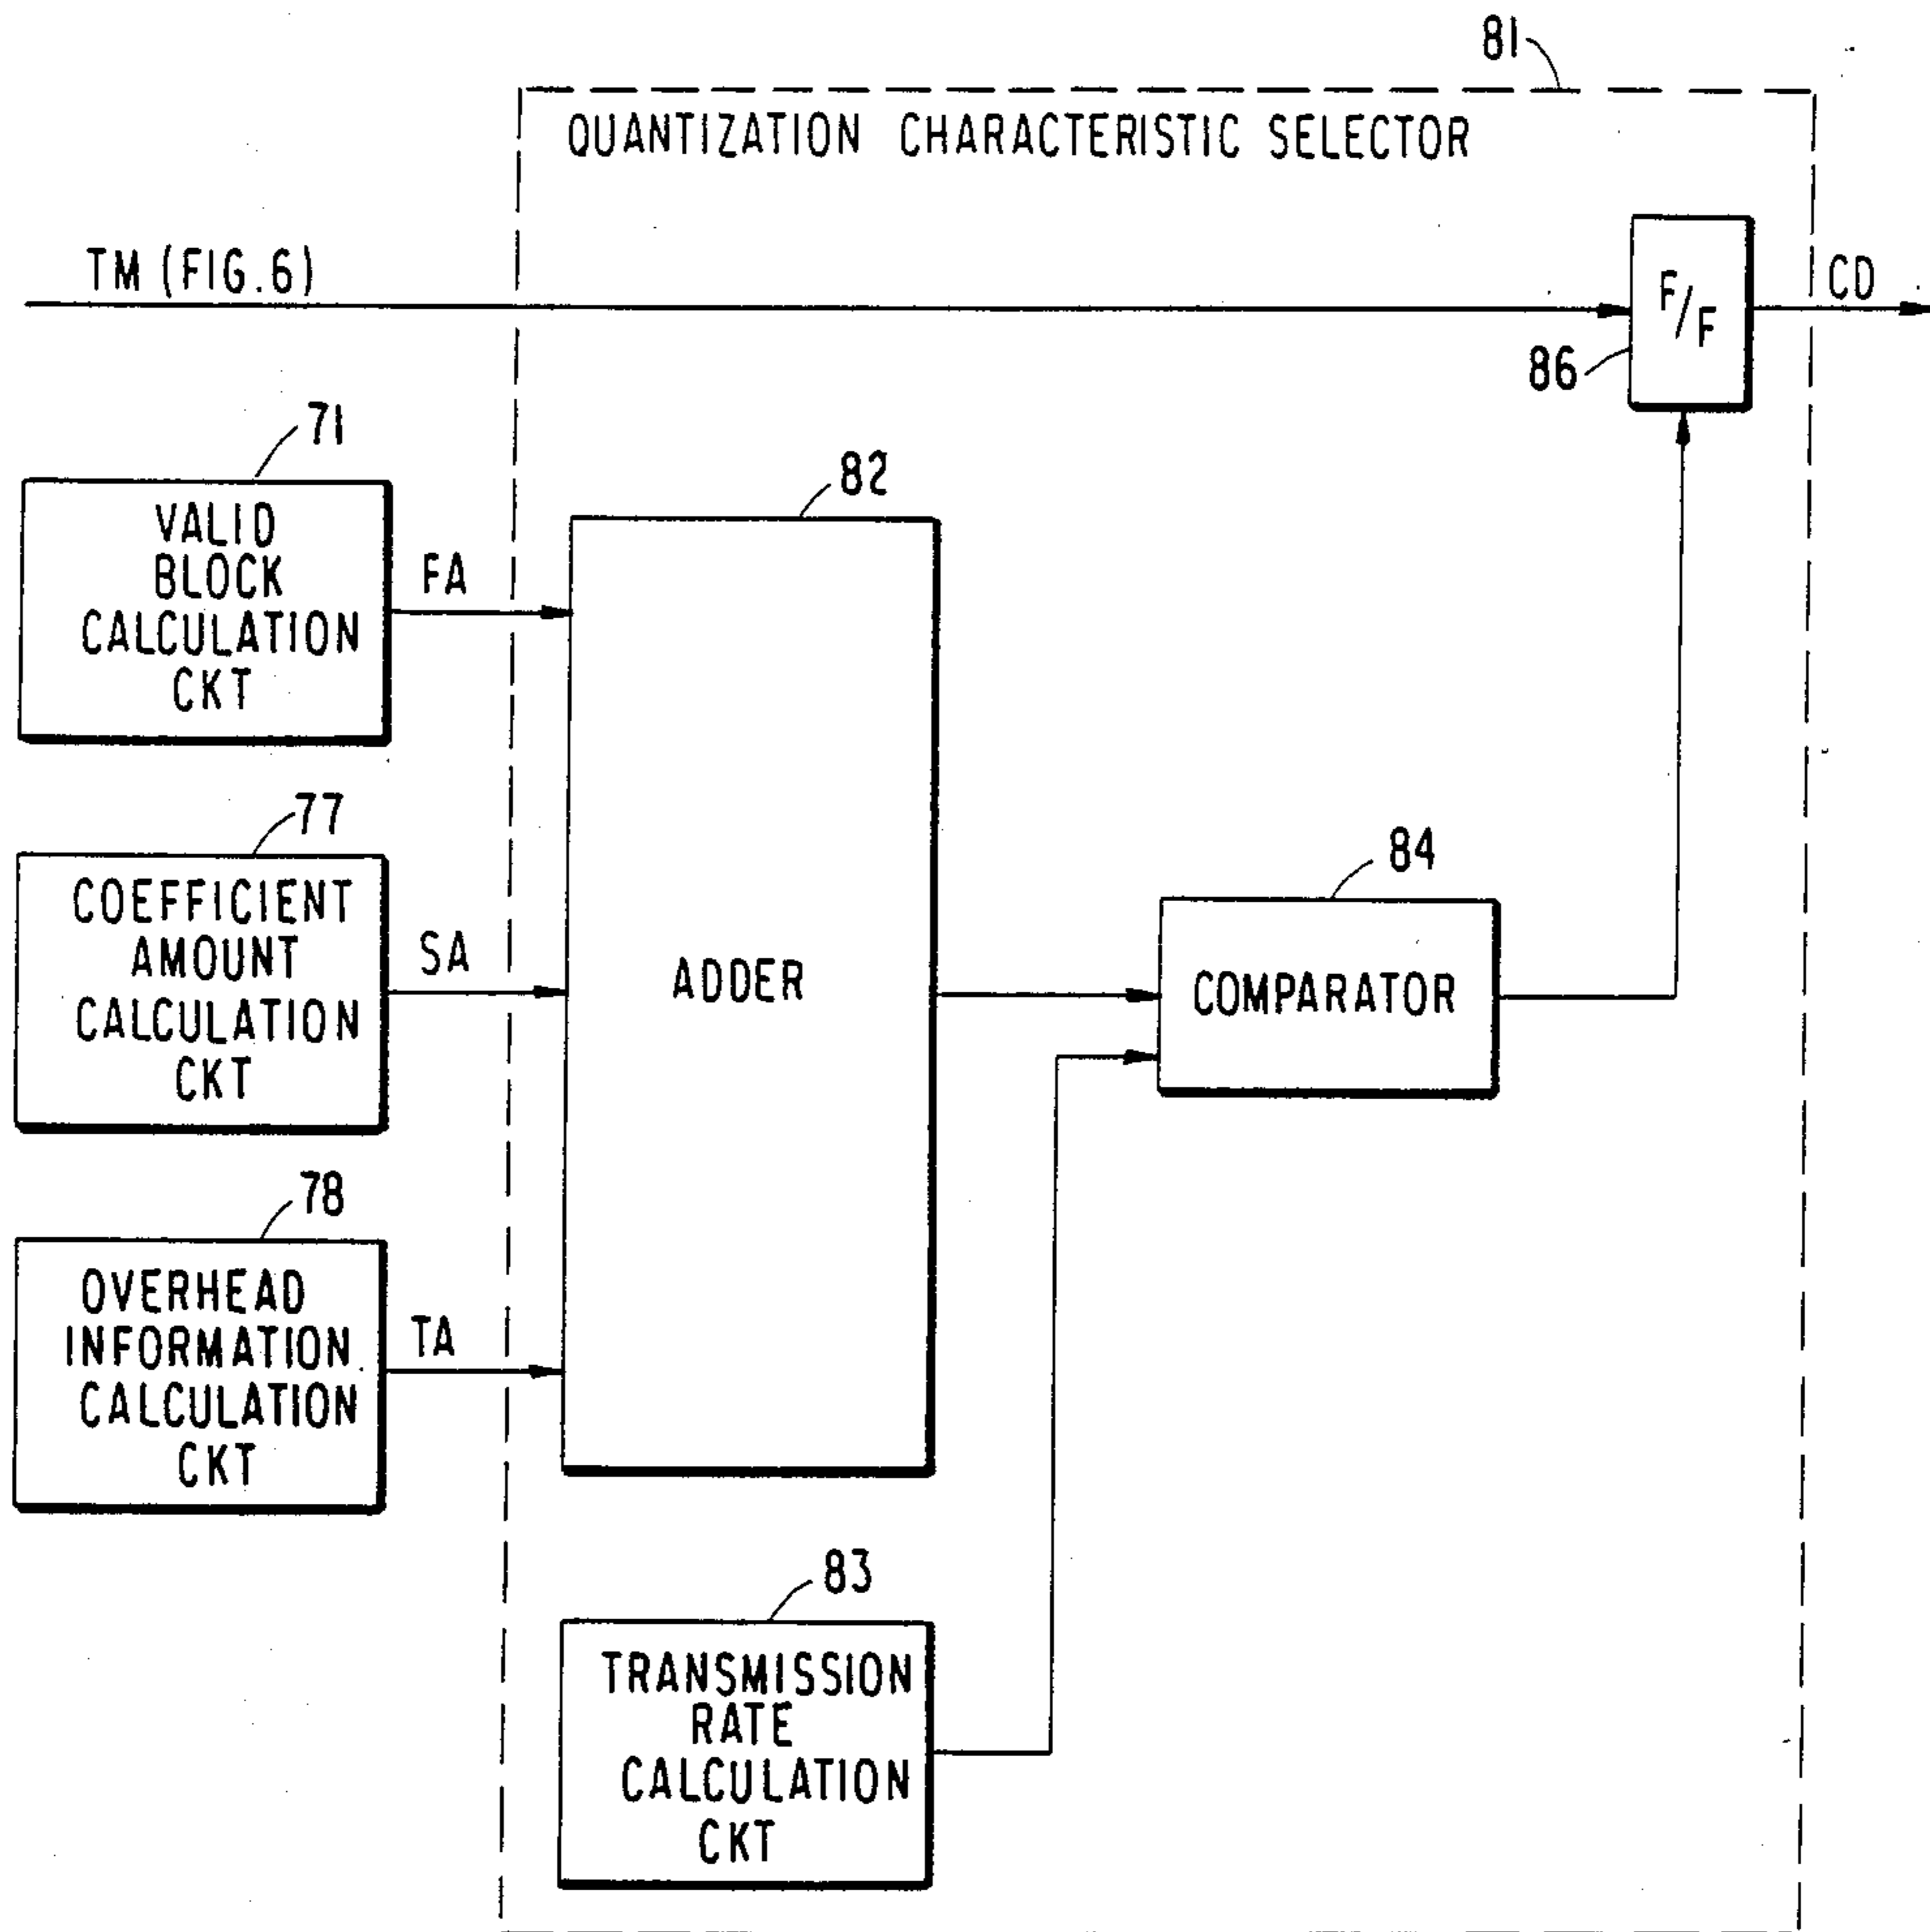 81
QUANTIZATION CHARACTERISTIC SELECTOR
TM (FIG.6)
F/F
CD
86
71
VALID
BLOCK
CALCULATION
CKT
FA
82
ADDER
77
COEFFICIENT
AMOUNT
CALCULATION
CKT
SA
84
COMPARATOR
78
OVERHEAD
INFORMATION
CALCULATION
CKT
TA
83
TRANSMISSION
RATE
CALCULATION
CKT